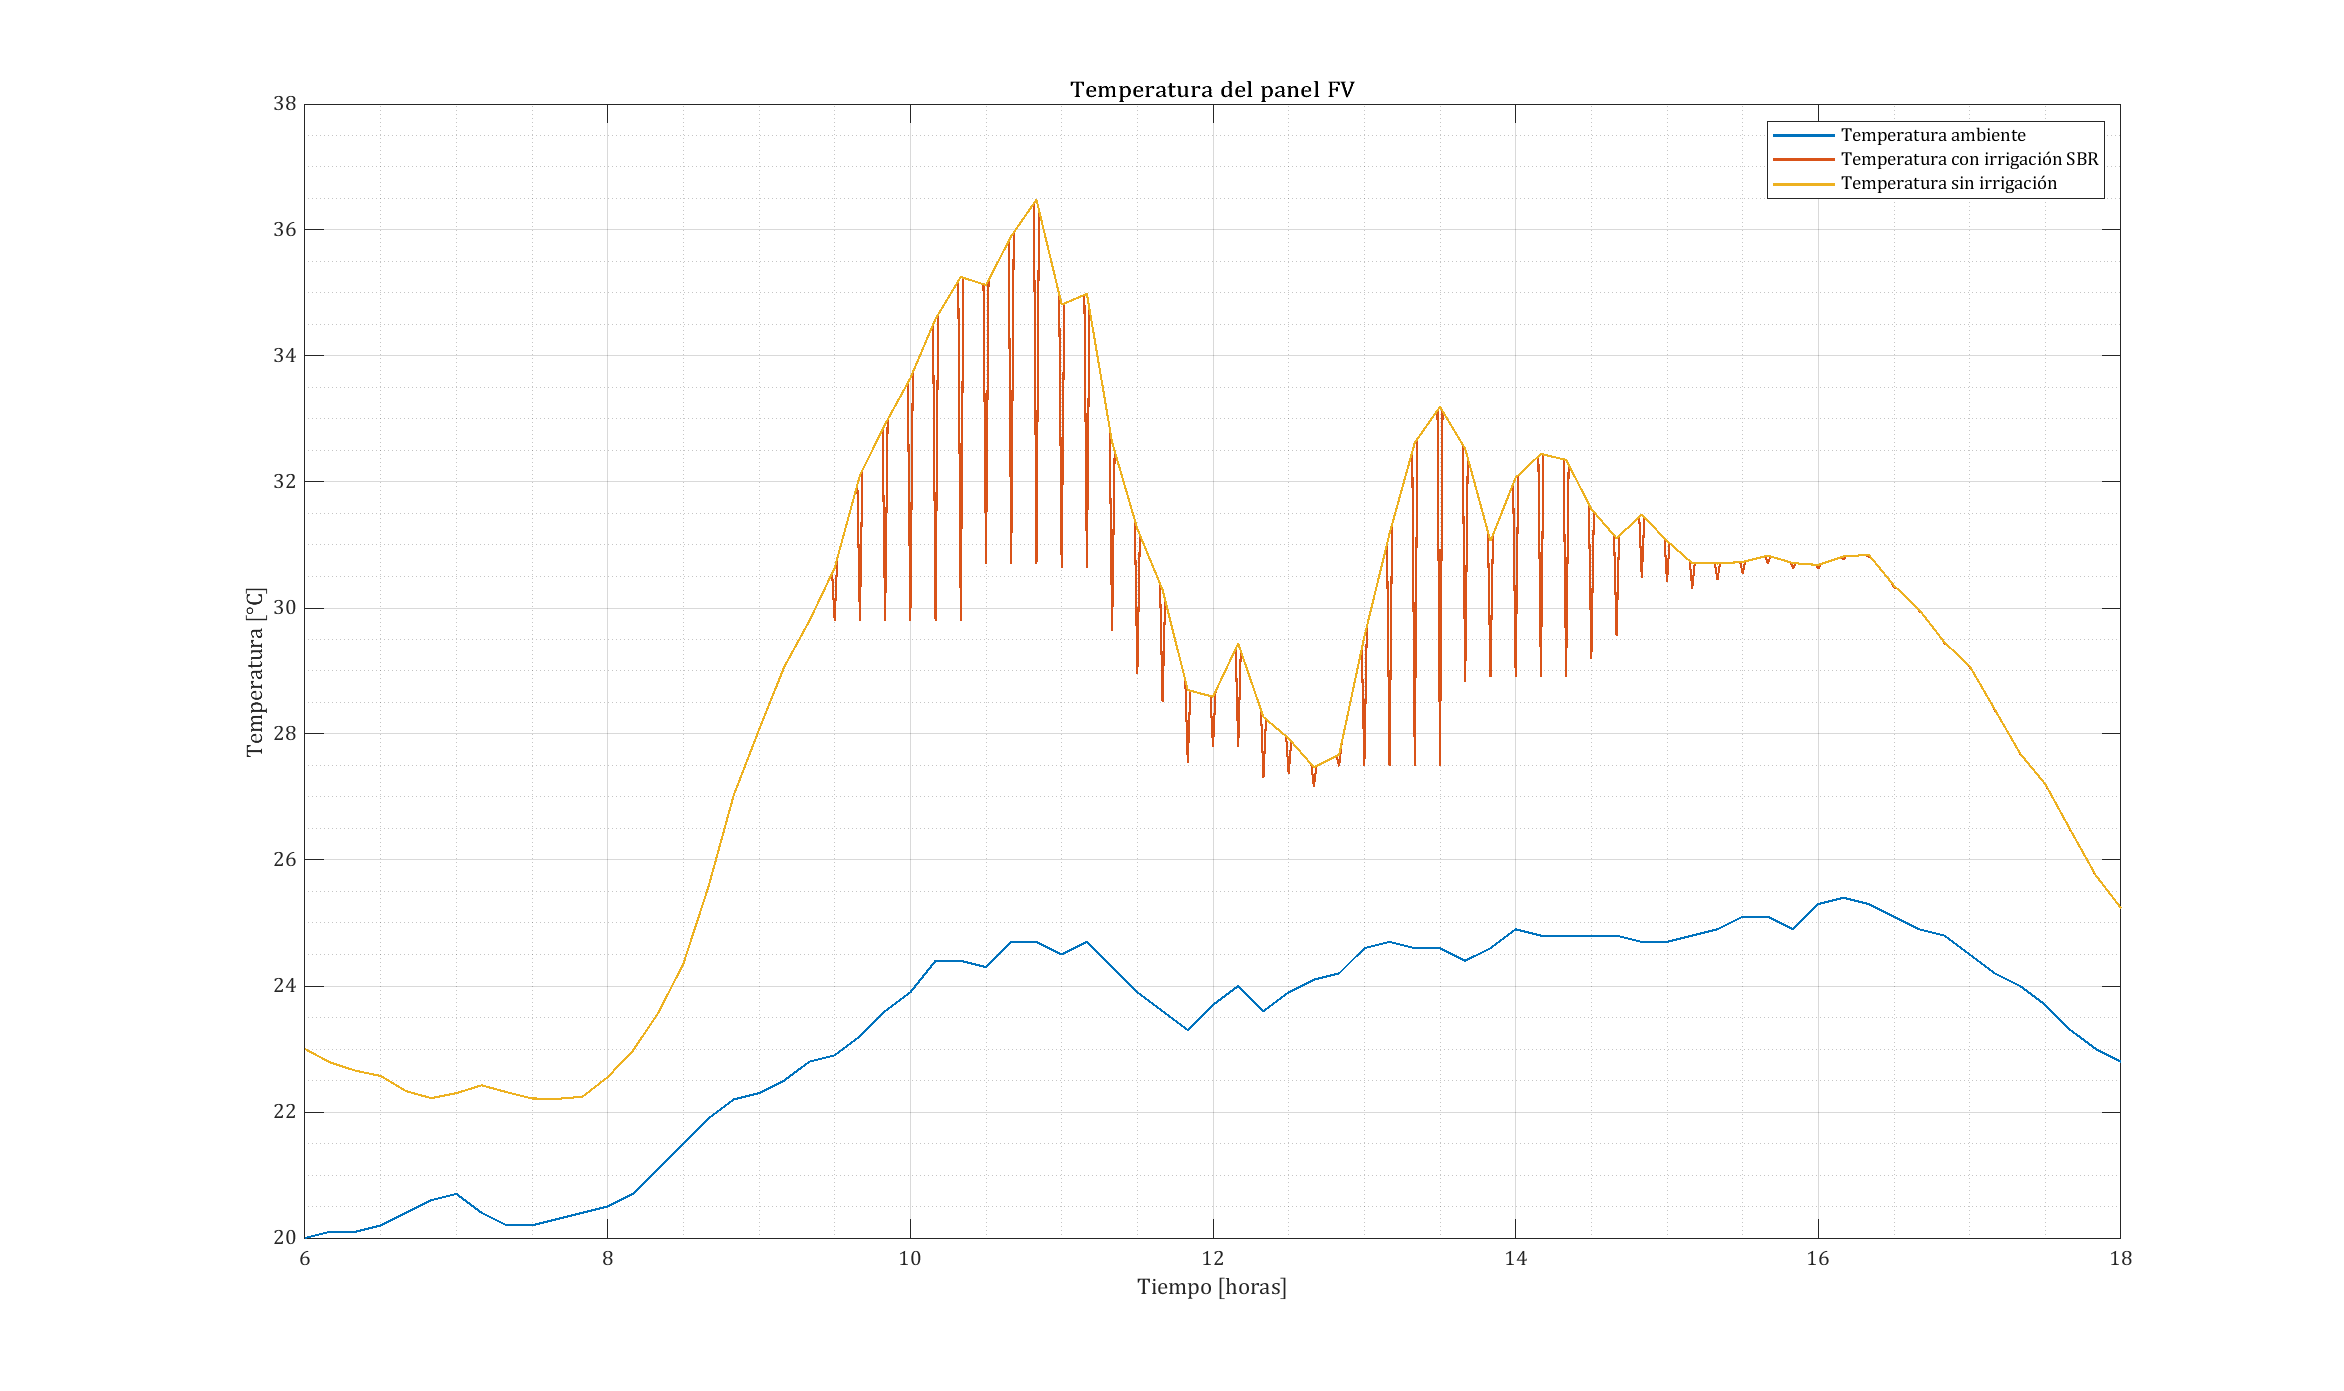 Temperatura del panel FV
Temperatura ambiente
Temperatura con irrigación SBR
Temperatura sin irrigación
38
36
34
32
30
28
26
24
22
20
Temperatura [°C]
6 8 10 12 14 16 18
Tiempo [horas]